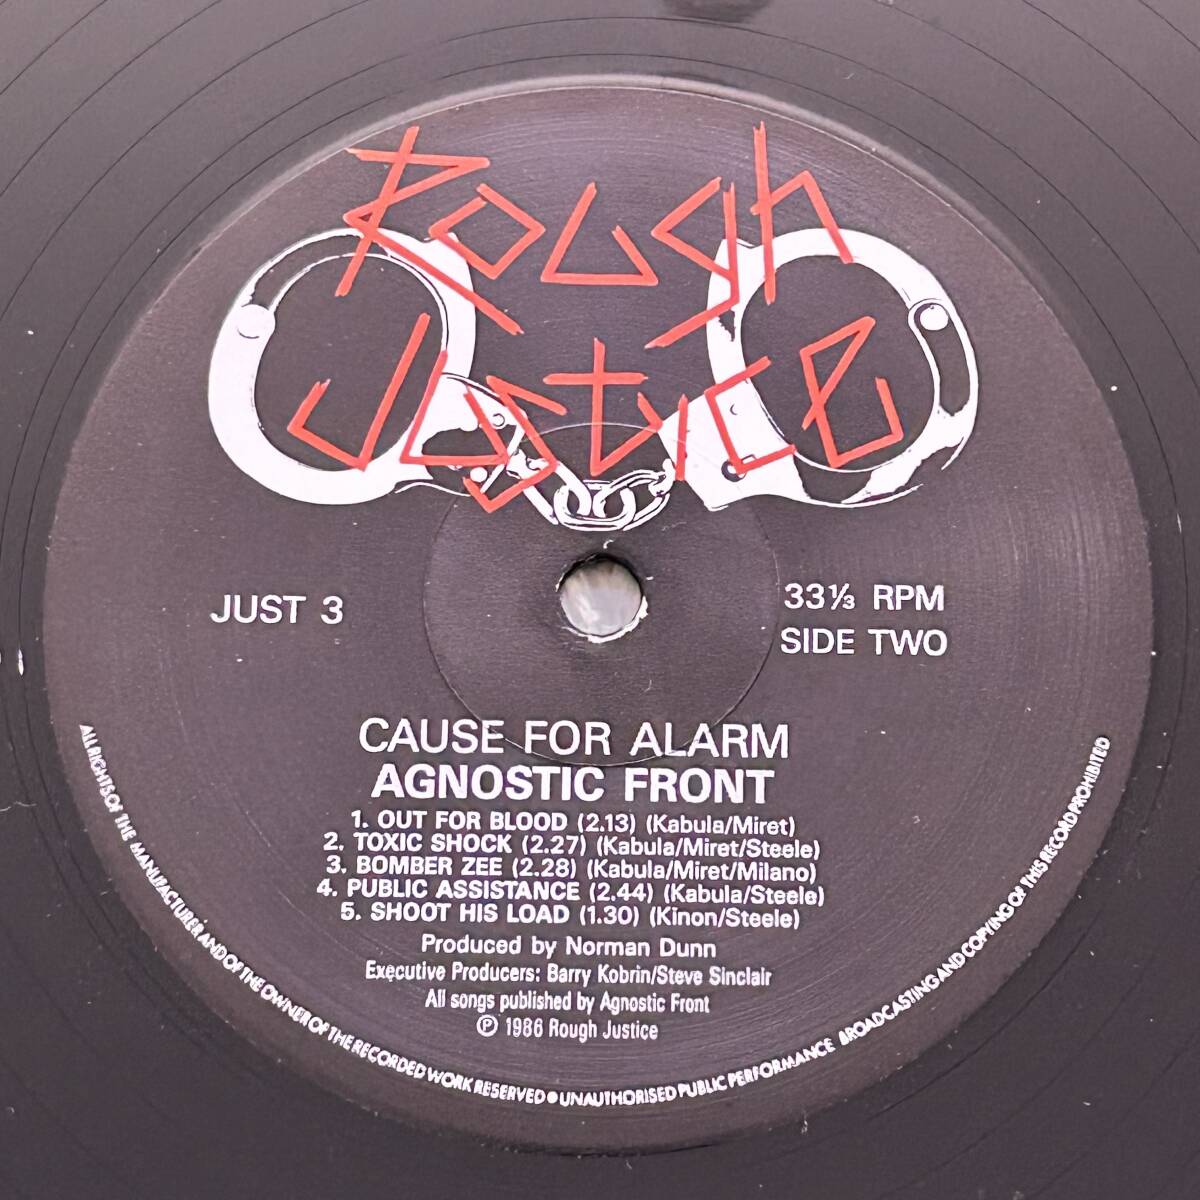 Rough
Justice
JUST 3
33⅓ RPM
SIDE TWO
CAUSE FOR ALARM
AGNOSTIC FRONT
1. OUT FOR BLOOD (2.13) (Kabula/Miret)
2. TOXIC SHOCK (2.27) (Kabula/Miret/Steele)
3. BOMBER ZEE (2.28) (Kabula/Miret/Milano)
4. PUBLIC ASSISTANCE (2.44) (Kabula/Steele)
5. SHOOT HIS LOAD (1.30) (Kinon/Steele)
Produced by Norman Dunn
Executive Producers: Barry Kobrin/Steve Sinclair
All songs published by Agnostic Front
℗ 1986 Rough Justice
ALL RIGHTS OF THE MANUFACTURER AND OF THE OWNER OF THE RECORDED WORK RESERVED ● UNAUTHORISED PUBLIC PERFORMANCE BROADCASTING AND COPYING OF THIS RECORD PROHIBITED